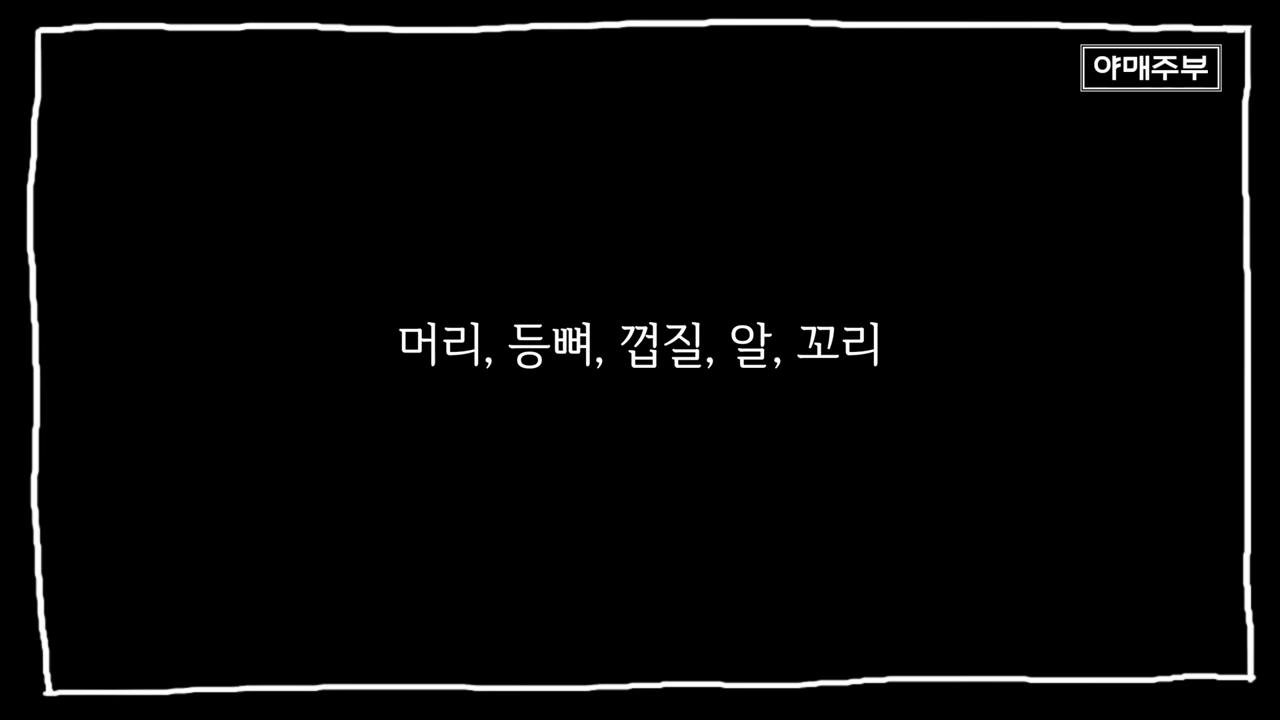 야매주부
머리, 등뼈, 껍질, 알, 꼬리